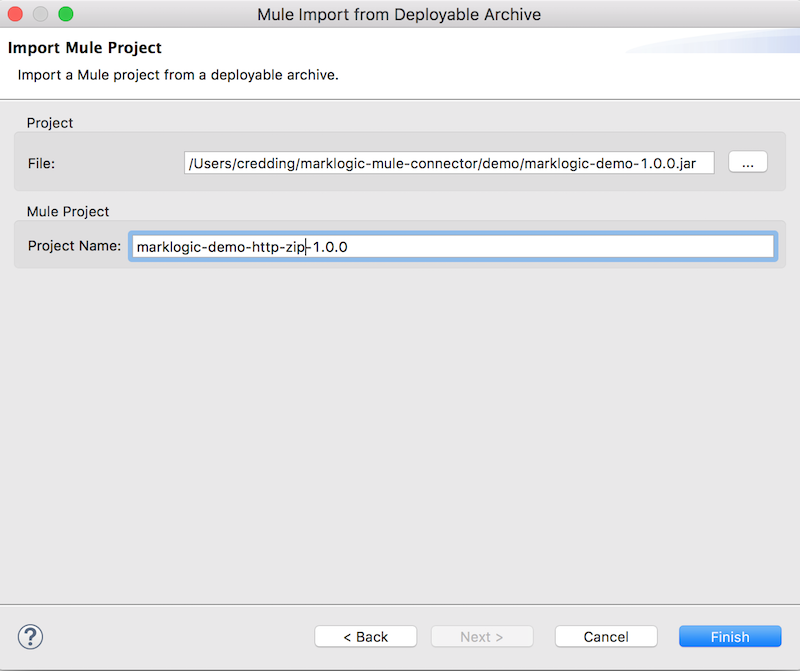 Mule Import from Deployable Archive
Import Mule Project
Import a Mule project from a deployable archive.
Project
File: /Users/credding/marklogic-mule-connector/demo/marklogic-demo-1.0.0.jar ...
Mule Project
Project Name: marklogic-demo-http-zip-1.0.0
? < Back Next > Cancel Finish